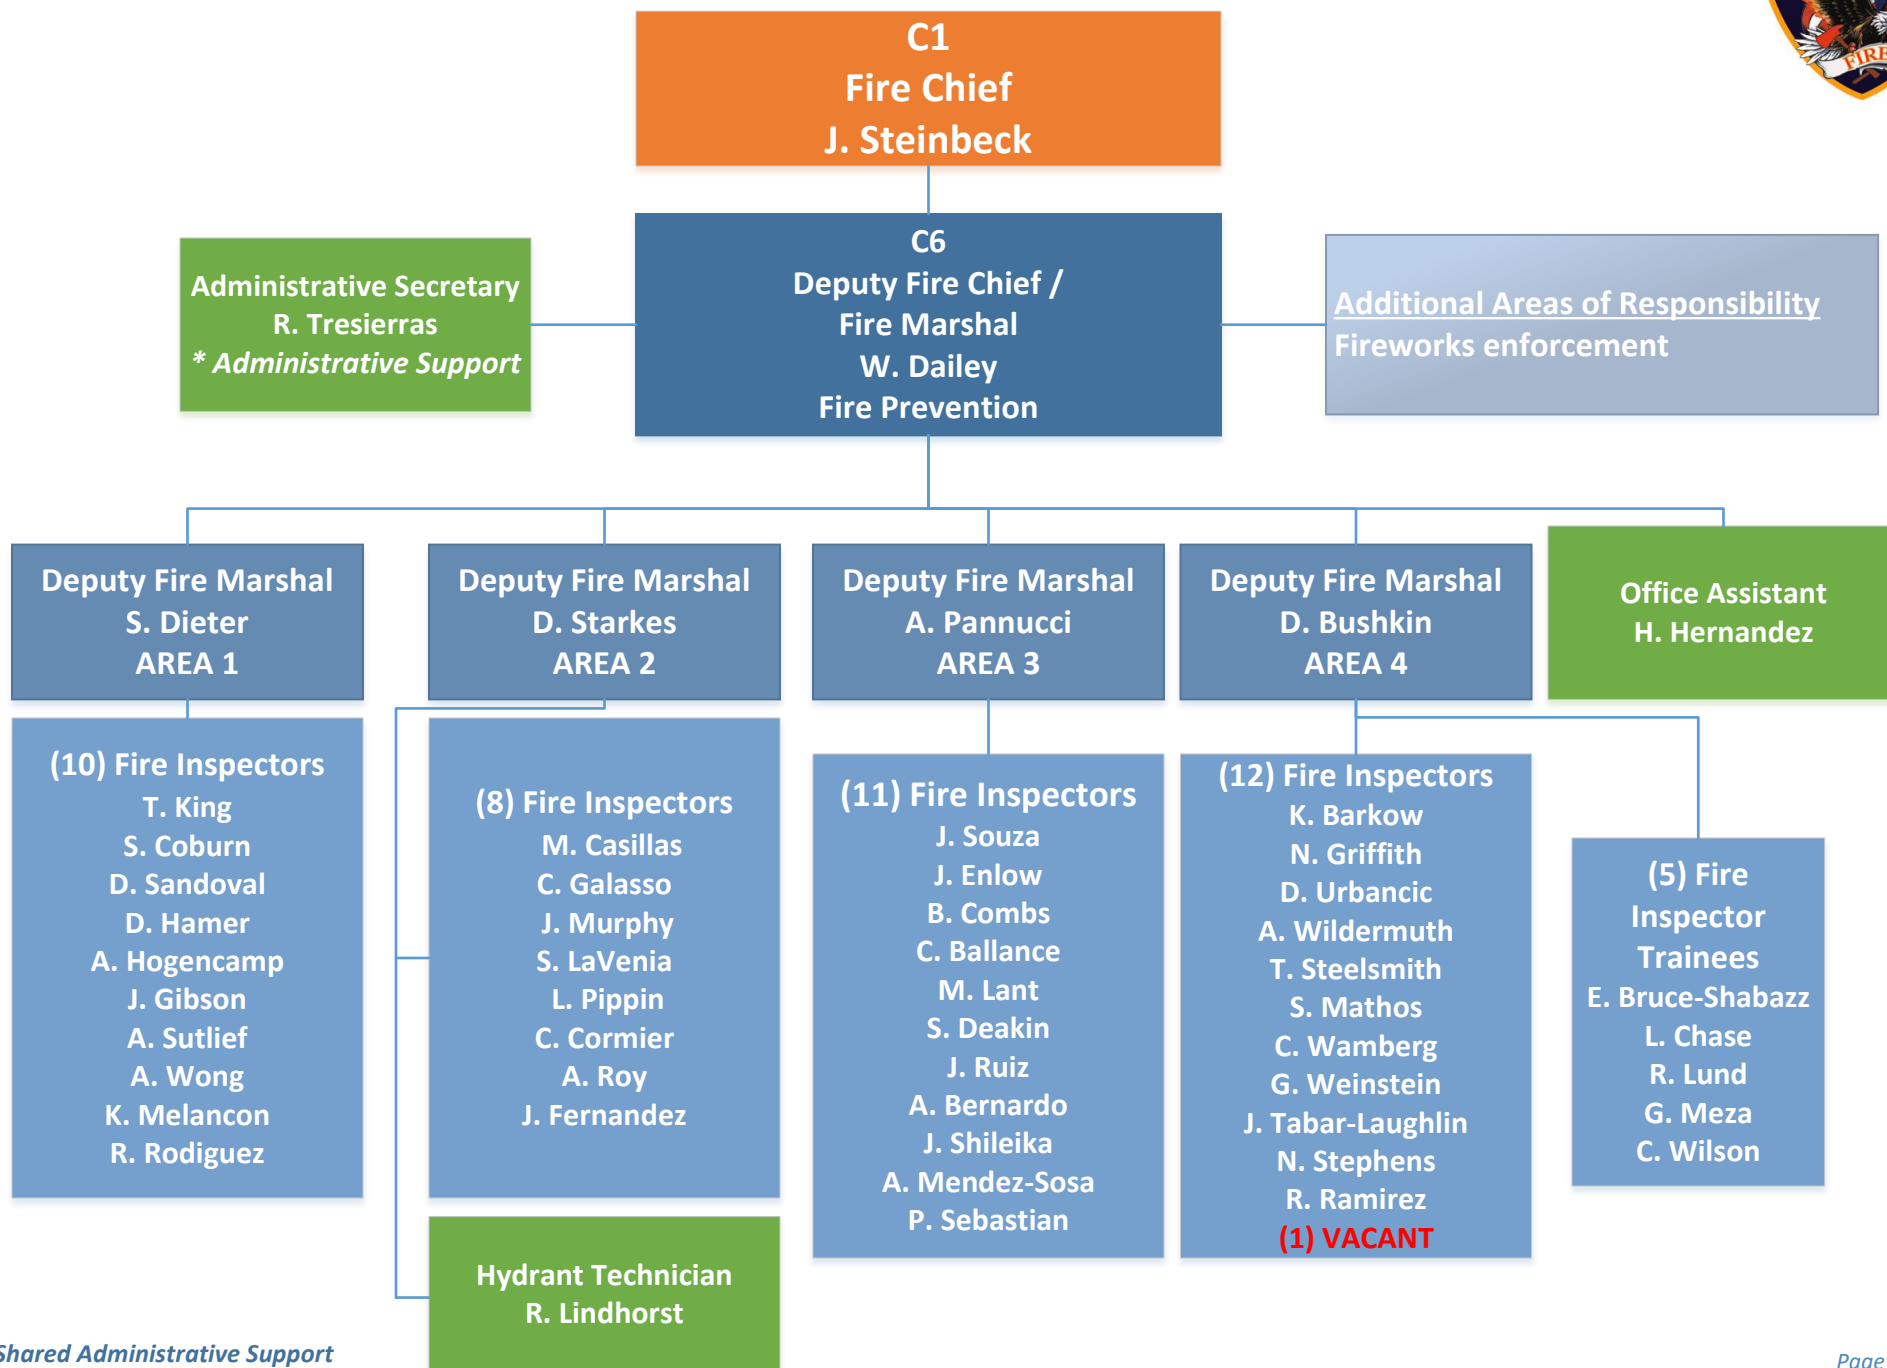 C1
Fire Chief
J. Steinbeck
FIRE
C6
Deputy Fire Chief /
Fire Marshal
W. Dailey
Fire Prevention
Administrative Secretary
R. Tresierras
* Administrative Support
Additional Areas of Responsibility
Fireworks enforcement
Deputy Fire Marshal
S. Dieter
AREA 1
Deputy Fire Marshal
D. Starkes
AREA 2
Deputy Fire Marshal
A. Pannucci
AREA 3
Deputy Fire Marshal
D. Bushkin
AREA 4
Office Assistant
H. Hernandez
(10) Fire Inspectors
T. King
S. Coburn
D. Sandoval
D. Hamer
A. Hogencamp
J. Gibson
A. Sutlief
A. Wong
K. Melancon
R. Rodiguez
(8) Fire Inspectors
M. Casillas
C. Galasso
J. Murphy
S. LaVenia
L. Pippin
C. Cormier
A. Roy
J. Fernandez
Hydrant Technician
R. Lindhorst
(11) Fire Inspectors
J. Souza
J. Enlow
B. Combs
C. Ballance
M. Lant
S. Deakin
J. Ruiz
A. Bernardo
J. Shileika
A. Mendez-Sosa
P. Sebastian
(12) Fire Inspectors
K. Barkow
N. Griffith
D. Urbancic
A. Wildermuth
T. Steelsmith
S. Mathos
C. Wamberg
G. Weinstein
J. Tabar-Laughlin
N. Stephens
R. Ramirez
(1) VACANT
(5) Fire
Inspector
Trainees
E. Bruce-Shabazz
L. Chase
R. Lund
G. Meza
C. Wilson
Shared Administrative Support
Page